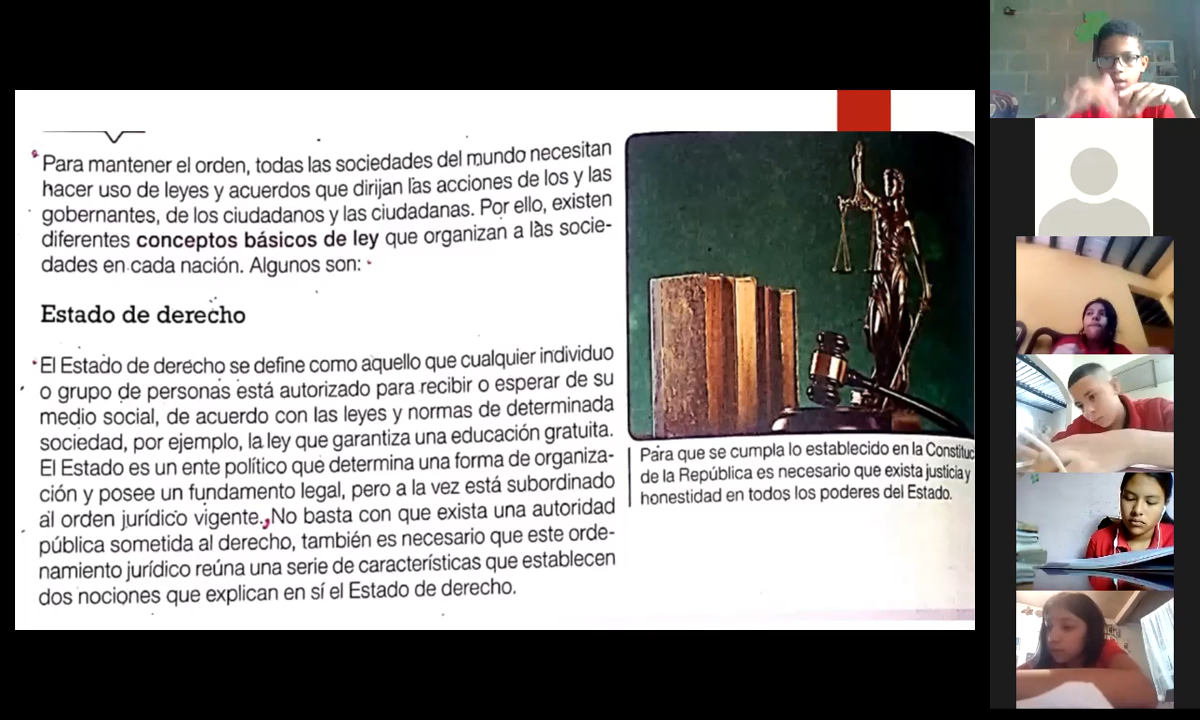 Para mantener el orden, todas las sociedades del mundo necesitan
hacer uso de leyes y acuerdos que dirijan las acciones de los y las
gobernantes, de los ciudadanos y las ciudadanas. Por ello, existen
diferentes conceptos básicos de ley que organizan a las socie-
dades en cada nación. Algunos son:
Estado de derecho
El Estado de derecho se define como aquello que cualquier individuo
o grupo de personas está autorizado para recibir o esperar de su
medio social, de acuerdo con las leyes y normas de determinada
sociedad, por ejemplo, la ley que garantiza una educación gratuita.
El Estado es un ente político que determina una forma de organiza-
ción y posee un fundamento legal, pero a la vez está subordinado
al orden jurídico vigente. No basta con que exista una autoridad
pública sometida al derecho, también es necesario que este orde-
namiento jurídico reúna una serie de características que establecen
dos nociones que explican en sí el Estado de derecho.
Para que se cumpla lo establecido en la Constituc
de la República es necesario que exista justicia y
honestidad en todos los poderes del Estado.